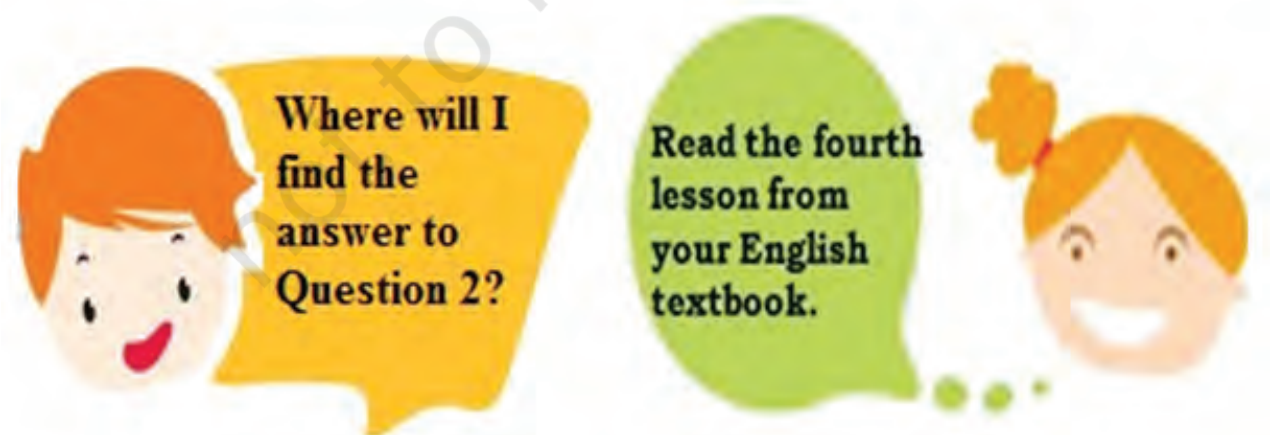 Where will I
find the
answer to
Question 2?
Read the fourth
lesson from
your English
textbook.